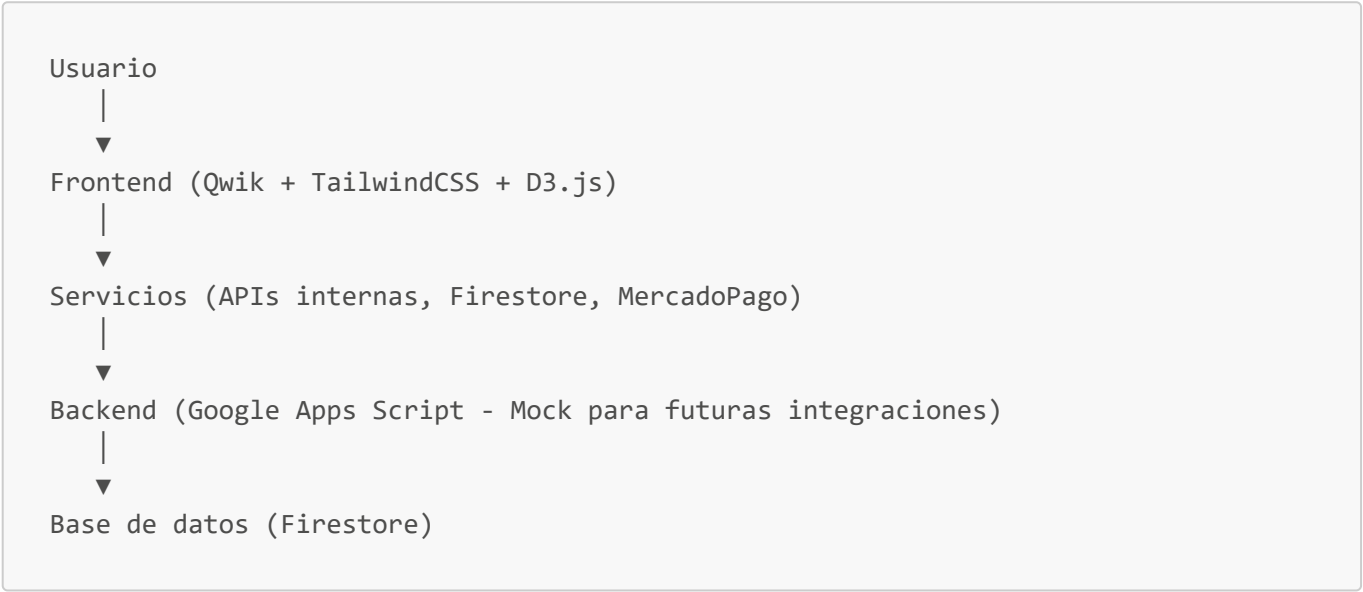 Usuario
│
▼
Frontend (Qwik + TailwindCSS + D3.js)
│
▼
Servicios (APIs internas, Firestore, MercadoPago)
│
▼
Backend (Google Apps Script - Mock para futuras integraciones)
│
▼
Base de datos (Firestore)